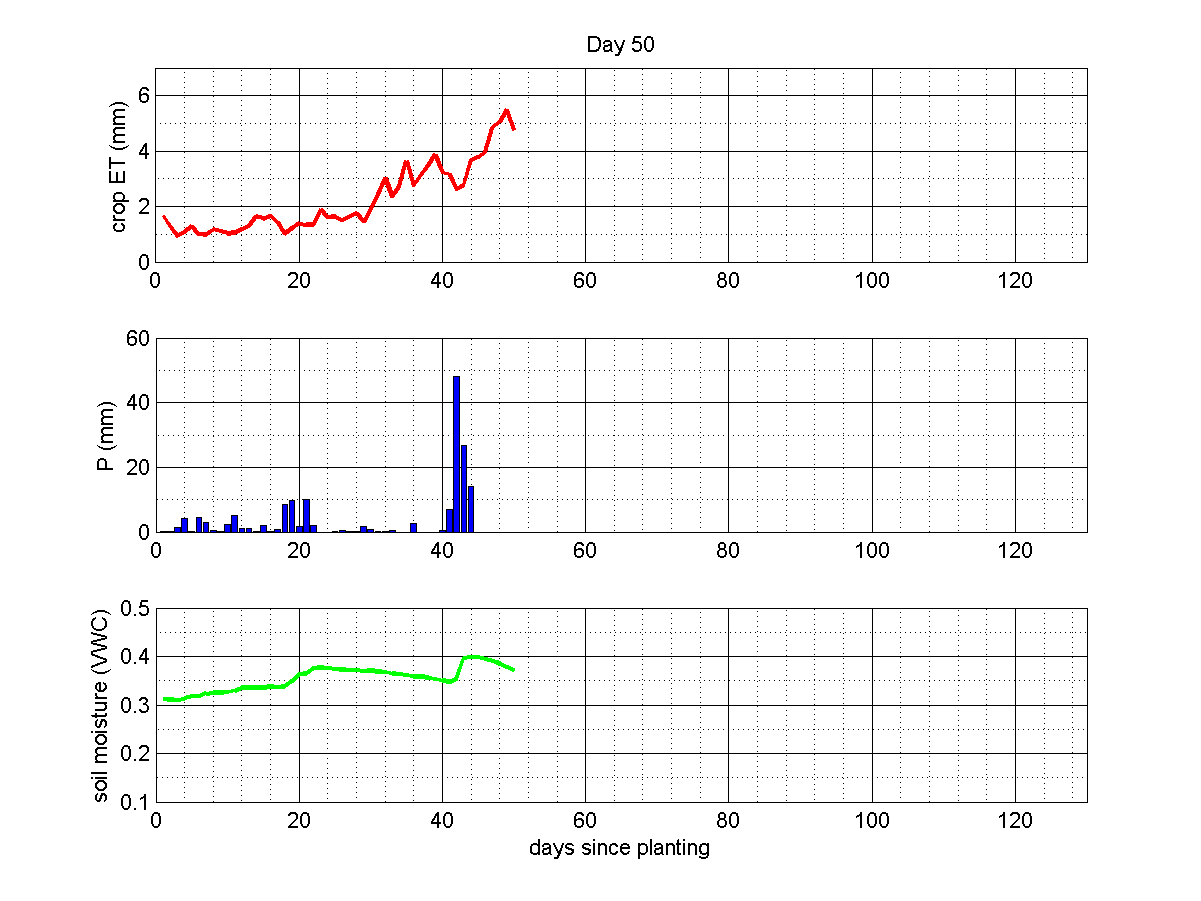 Day 50
crop ET (mm)
6
4
2
0
0 20 40 60 80 100 120
P (mm)
60
40
20
0
0 20 40 60 80 100 120
soil moisture (VWC)
0.5
0.4
0.3
0.2
0.1
0 20 40 60 80 100 120
days since planting